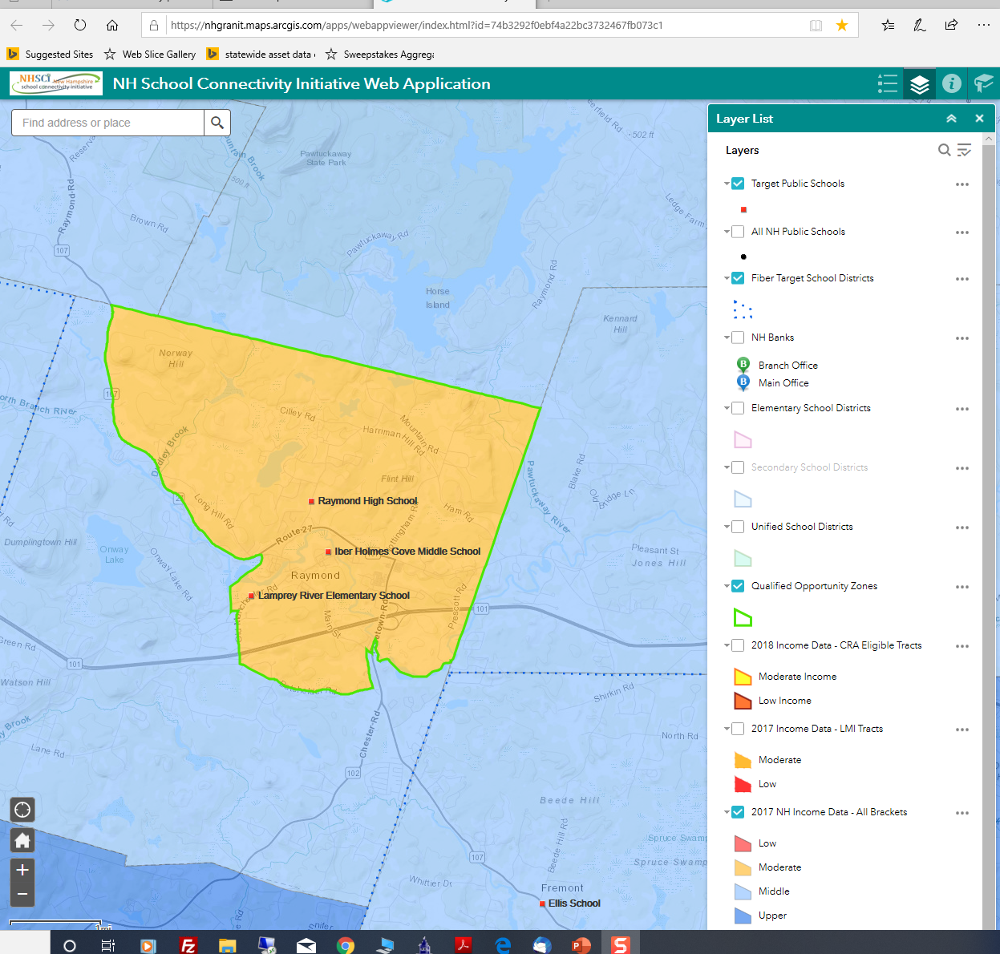 https://nhgranit.maps.arcgis.com/apps/webappviewer/index.html?id=74b3292f0ebf4a22bc3732467fb073c1
Suggested Sites
Web Slice Gallery
statewide asset data
Sweepstakes Aggrega
NHSCI New Hampshire
school connectivity initiative
NH School Connectivity Initiative Web Application
Find address or place
Layer List
Layers
Target Public Schools
All NH Public Schools
Fiber Target School Districts
NH Banks
Branch Office
Main Office
Elementary School Districts
Secondary School Districts
Unified School Districts
Qualified Opportunity Zones
2018 Income Data - CRA Eligible Tracts
Moderate Income
Low Income
2017 Income Data - LMI Tracts
Moderate
Low
2017 NH Income Data - All Brackets
Low
Moderate
Middle
Upper
Pawtuckaway
State Park
502 ft
500 ft
Raymond Rd
Brown Rd
107
Pawtuckaway Rd
Raymond Rd
Horse
Island
Kennard
Hill
Norway
Hill
107
Cilley Rd
Mountain Rd
Harriman Hill Rd
Dudley Brook
Flint Hill
Pawtuckaway River
Blake Rd
Raymond High School
Long Hill Rd
Ham Rd
Route 27
Iber Holmes Gove Middle School
Dumplingtown Hill
Onway
Lake
Onway Lake Rd
Pleasant St
Jones Hill
Raymond
Lamprey River Elementary School
Main St
Prescott Rd
101
Green Rd
101
Watson Hill
Batchelder Rd
Shirkin Rd
Chester Rd
North Rd
Lane Rd
102
Beede Hill
Beede Hill Rd
Spruce Swamp
Spruce Swamp
107
Whittier Dr
Fremont
Ellis School
1mi